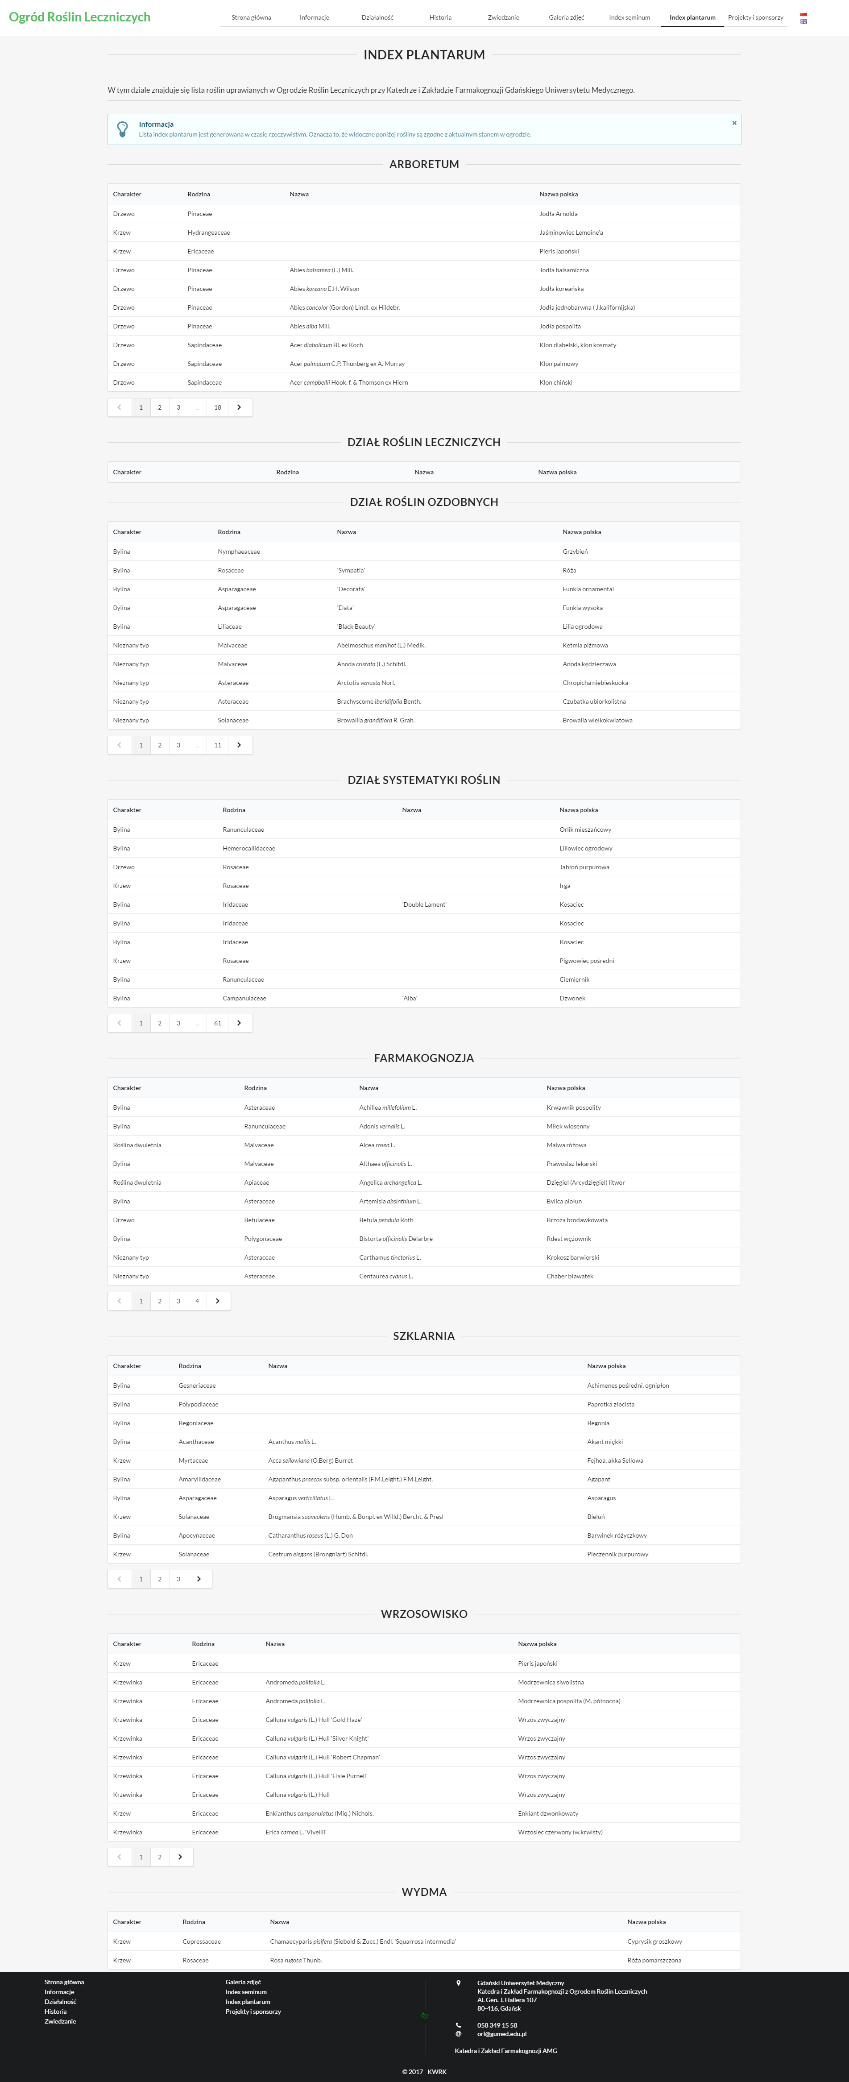 Ogród Roślin Leczniczych
Strona główna Informacje Działalność Historia Zwiedzanie Galeria zdjęć Index seminum Index plantarum Projekty i sponsorzy
INDEX PLANTARUM
W tym dziale znajduje się lista roślin uprawianych w Ogrodzie Roślin Leczniczych przy Katedrze i Zakładzie Farmakognozji Gdańskiego Uniwersytetu Medycznego.
Informacja
Lista index plantarum jest generowana w czasie rzeczywistym. Oznacza to, że widoczne poniżej rośliny są zgodne z aktualnym stanem w ogrodzie.
ARBORETUM
Charakter Rodzina Nazwa Nazwa polska
Drzewo Pinaceae Jodła Arnolda
Krzew Hydrangeaceae Jaśminowiec Lemoine'a
Krzew Ericaceae Pieris japoński
Drzewo Pinaceae Abies balsamea (L.) Mill. Jodła balsamiczna
Drzewo Pinaceae Abies koreana E.H. Wilson Jodła koreańska
Drzewo Pinaceae Abies concolor (Gordon) Lindl. ex Hildebr. Jodła jednobarwna ( J.kalifornijska)
Drzewo Pinaceae Abies alba Mill. Jodła pospolita
Drzewo Sapindaceae Acer diabolicum Bl. ex Koch Klon diabelski, klon kosmaty
Drzewo Sapindaceae Acer palmatum C.P. Thunberg ex A. Murray Klon palmowy
Drzewo Sapindaceae Acer campbellii Hook. f. & Thomson ex Hiern Klon chiński
1 2 3 ... 18
DZIAŁ ROŚLIN LECZNICZYCH
Charakter Rodzina Nazwa Nazwa polska
DZIAŁ ROŚLIN OZDOBNYCH
Charakter Rodzina Nazwa Nazwa polska
Bylina Nymphaeaceae Grzybień
Bylina Rosaceae 'Sympatia' Róża
Bylina Asparagaceae 'Decorata' Funkia ornamental
Bylina Asparagaceae 'Elata' Funkia wysoka
Bylina Liliaceae 'Black Beauty' Lilia ogrodowa
Nieznany typ Malvaceae Abelmoschus manihot (L.) Medik. Ketmia piżmowa
Nieznany typ Malvaceae Anoda cristata (L.) Schltdl. Anoda kędzierzawa
Nieznany typ Asteraceae Arctotis venusta Norl. Chropicha niebieskooka
Nieznany typ Asteraceae Brachyscome iberidifolia Benth. Czubatka ubiorkolistna
Nieznany typ Solanaceae Browallia grandiflora R. Grah. Browalia wielkokwiatowa
1 2 3 ... 11
DZIAŁ SYSTEMATYKI ROŚLIN
Charakter Rodzina Nazwa Nazwa polska
Bylina Ranunculaceae Orlik mieszańcowy
Bylina Hemerocallidaceae Liliowiec ogrodowy
Drzewo Rosaceae Jabłoń purpurowa
Krzew Rosaceae Irga
Bylina Iridaceae 'Double Lament' Kosaciec
Bylina Iridaceae Kosaciec
Bylina Iridaceae Kosaciec
Krzew Rosaceae Pigwowiec pośredni
Bylina Ranunculaceae Ciemiernik
Bylina Campanulaceae 'Alba' Dzwonek
1 2 3 ... 61
FARMAKOGNOZJA
Charakter Rodzina Nazwa Nazwa polska
Bylina Asteraceae Achillea millefolium L. Krwawnik pospolity
Bylina Ranunculaceae Adonis vernalis L. Miłek wiosenny
Roślina dwuletnia Malvaceae Alcea rosea L. Malwa różowa
Bylina Malvaceae Althaea officinalis L. Prawoślaz lekarski
Roślina dwuletnia Apiaceae Angelica archangelica L. Dzięgiel (Arcydzięgiel) litwor
Bylina Asteraceae Artemisia absinthium L. Bylica piołun
Drzewo Betulaceae Betula pendula Roth Brzoza brodawkowata
Bylina Polygonaceae Bistorta officinalis Delarbre Rdest wężownik
Nieznany typ Asteraceae Carthamus tinctorius L. Krokosz barwierski
Nieznany typ Asteraceae Centaurea cyanus L. Chaber bławatek
1 2 3 4
SZKLARNIA
Charakter Rodzina Nazwa Nazwa polska
Bylina Gesneriaceae Achimenes pośredni, ognipłon
Bylina Polypodiaceae Paprotka złocista
Bylina Begoniaceae Begonia
Bylina Acanthaceae Acanthus mollis L. Akant miękki
Krzew Myrtaceae Acca sellowiana (O.Berg) Burret Fejhoa, akka Sellowa
Bylina Amaryllidaceae Agapanthus praecox subsp. orientalis (F.M.Leight.) F.M.Leight. Agapant
Bylina Asparagaceae Asparagus verticillatus L. Asparagus
Krzew Solanaceae Brugmansia suaveolens (Humb. & Bonpl. ex Willd.) Bercht. & Presl Bieluń
Bylina Apocynaceae Catharanthus roseus (L.) G. Don Barwinek różyczkowy
Krzew Solanaceae Cestrum elegans (Brongniart) Schltdl. Pieczennik purpurowy
1 2 3
WRZOSOWISKO
Charakter Rodzina Nazwa Nazwa polska
Krzew Ericaceae Pieris japoński
Krzewinka Ericaceae Andromeda polifolia L. Modrzewnica siwolistna
Krzewinka Ericaceae Andromeda polifolia L. Modrzewnica pospolita (M. północna)
Krzewinka Ericaceae Calluna vulgaris (L.) Hull 'Gold Haze' Wrzos zwyczajny
Krzewinka Ericaceae Calluna vulgaris (L.) Hull 'Silver Knight' Wrzos zwyczajny
Krzewinka Ericaceae Calluna vulgaris (L.) Hull 'Robert Chapman' Wrzos zwyczajny
Krzewinka Ericaceae Calluna vulgaris (L.) Hull 'Elsie Purnell' Wrzos zwyczajny
Krzewinka Ericaceae Calluna vulgaris (L.) Hull Wrzos zwyczajny
Krzew Ericaceae Enkianthus campanulatus (Miq.) Nichols. Enkiant dzwonkowaty
Krzewinka Ericaceae Erica carnea L. 'Vivellii' Wrzosiec czerwony (w.krwisty)
1 2
WYDMA
Charakter Rodzina Nazwa Nazwa polska
Krzew Cupressaceae Chamaecyparis pisifera (Siebold & Zucc.) Endl. 'Squarrosa intermedia' Cyprysik groszkowy
Krzew Rosaceae Rosa rugosa Thunb. Róża pomarszczona
Strona główna
Informacje
Działalność
Historia
Zwiedzanie
Galeria zdjęć
Index seminum
Index plantarum
Projekty i sponsorzy
Gdański Uniwersytet Medyczny
Katedra i Zakład Farmakognozji z Ogrodem Roślin Leczniczych
Al. Gen. J. Hallera 107
80-416, Gdańsk
058 349 15 58
orl@gumed.edu.pl
Katedra i Zakład Farmakognozji AMG
© 2017 KWRK